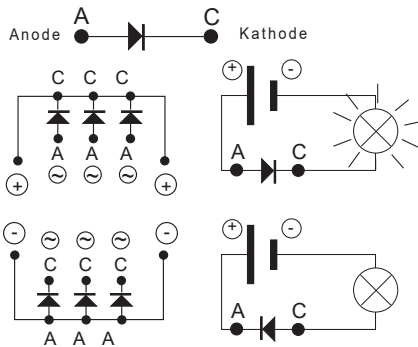 Anode A C Kathode
C C C
A A A
~ ~ ~
+ +
+ -
A C
- ~ ~ ~ -
C C C
A A A
+ -
A C